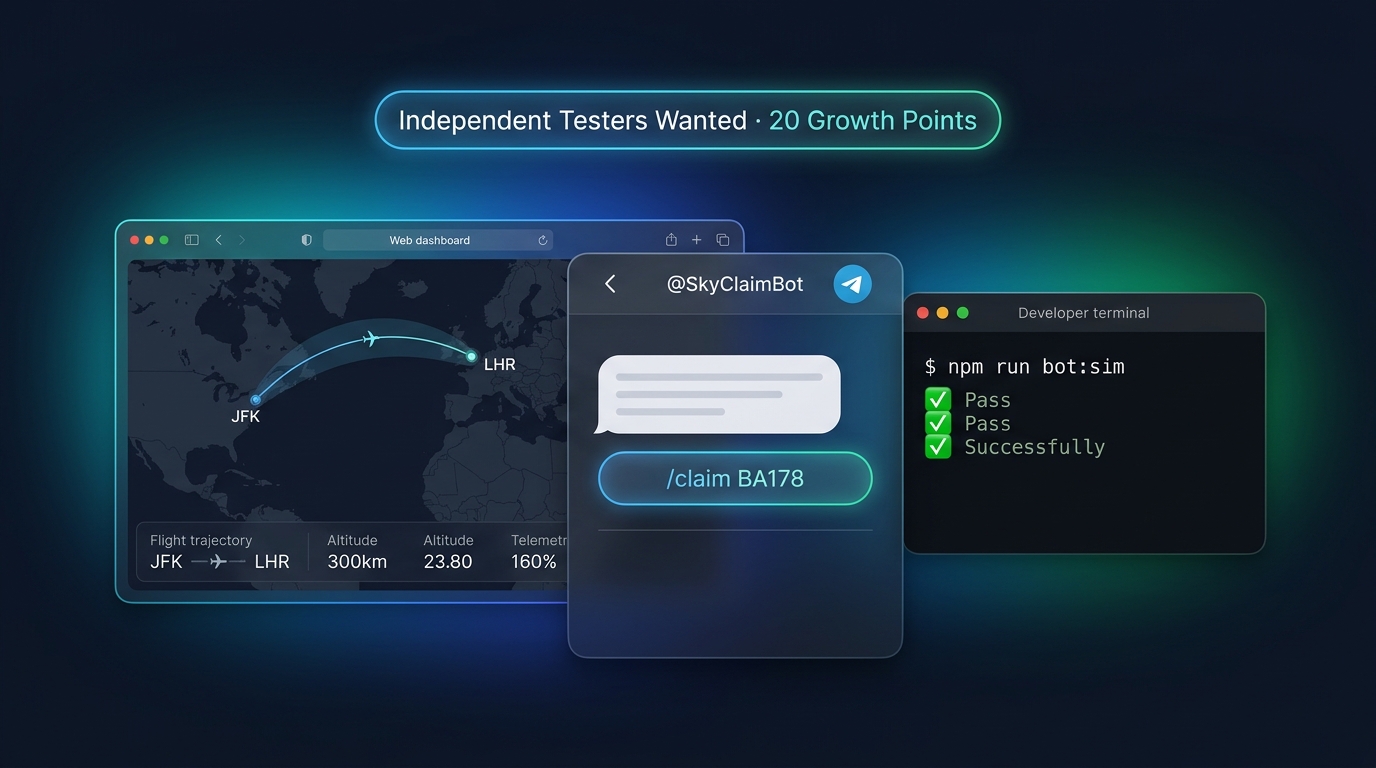 Independent Testers Wanted · 20 Growth Points
Web dashboard
JFK
LHR
Flight trajectory
JFK LHR
Altitude
300km
Altitude
23.80
Telemetr
160%
@SkyClaimBot
/claim BA178
Developer terminal
$ npm run bot:sim
✅ Pass
✅ Pass
✅ Successfully